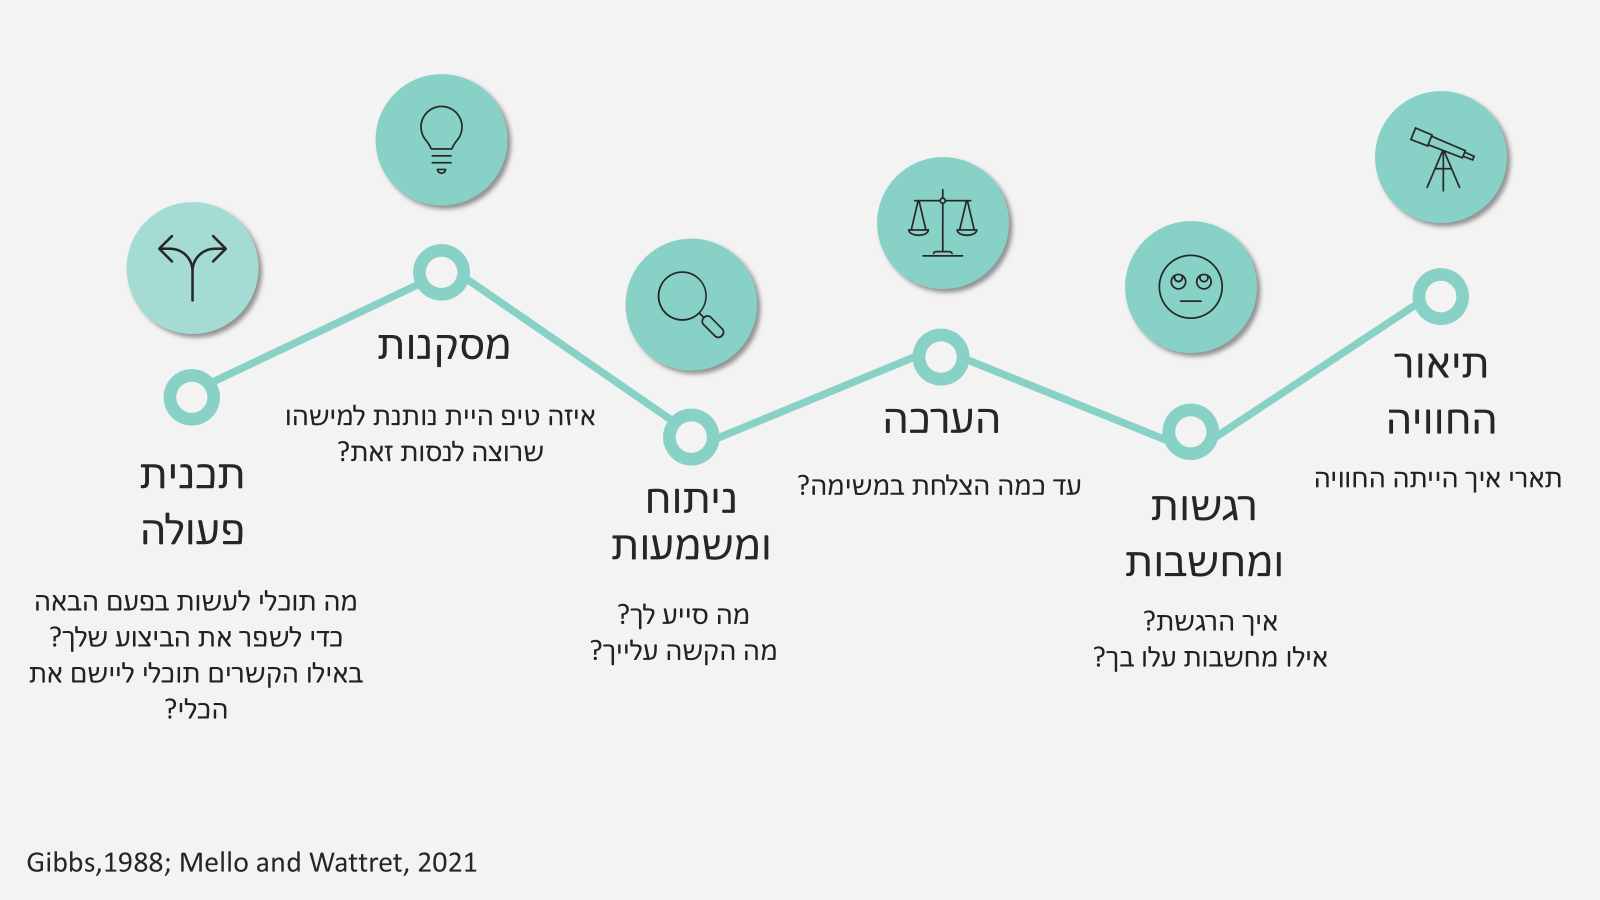 תיאור
החוויה
תארי איך הייתה החוויה
רגשות
ומחשבות
איך הרגשת?
אילו מחשבות עלו בך?
הערכה
עד כמה הצלחת במשימה?
ניתוח
ומשמעות
מה סייע לך?
מה הקשה עלייך?
מסקנות
איזה טיפ היית נותנת למישהו
שרוצה לנסות זאת?
תכנית
פעולה
מה תוכלי לעשות בפעם הבאה
כדי לשפר את הביצוע שלך?
באילו הקשרים תוכלי ליישם את
הכלי?
Gibbs,1988; Mello and Wattret, 2021